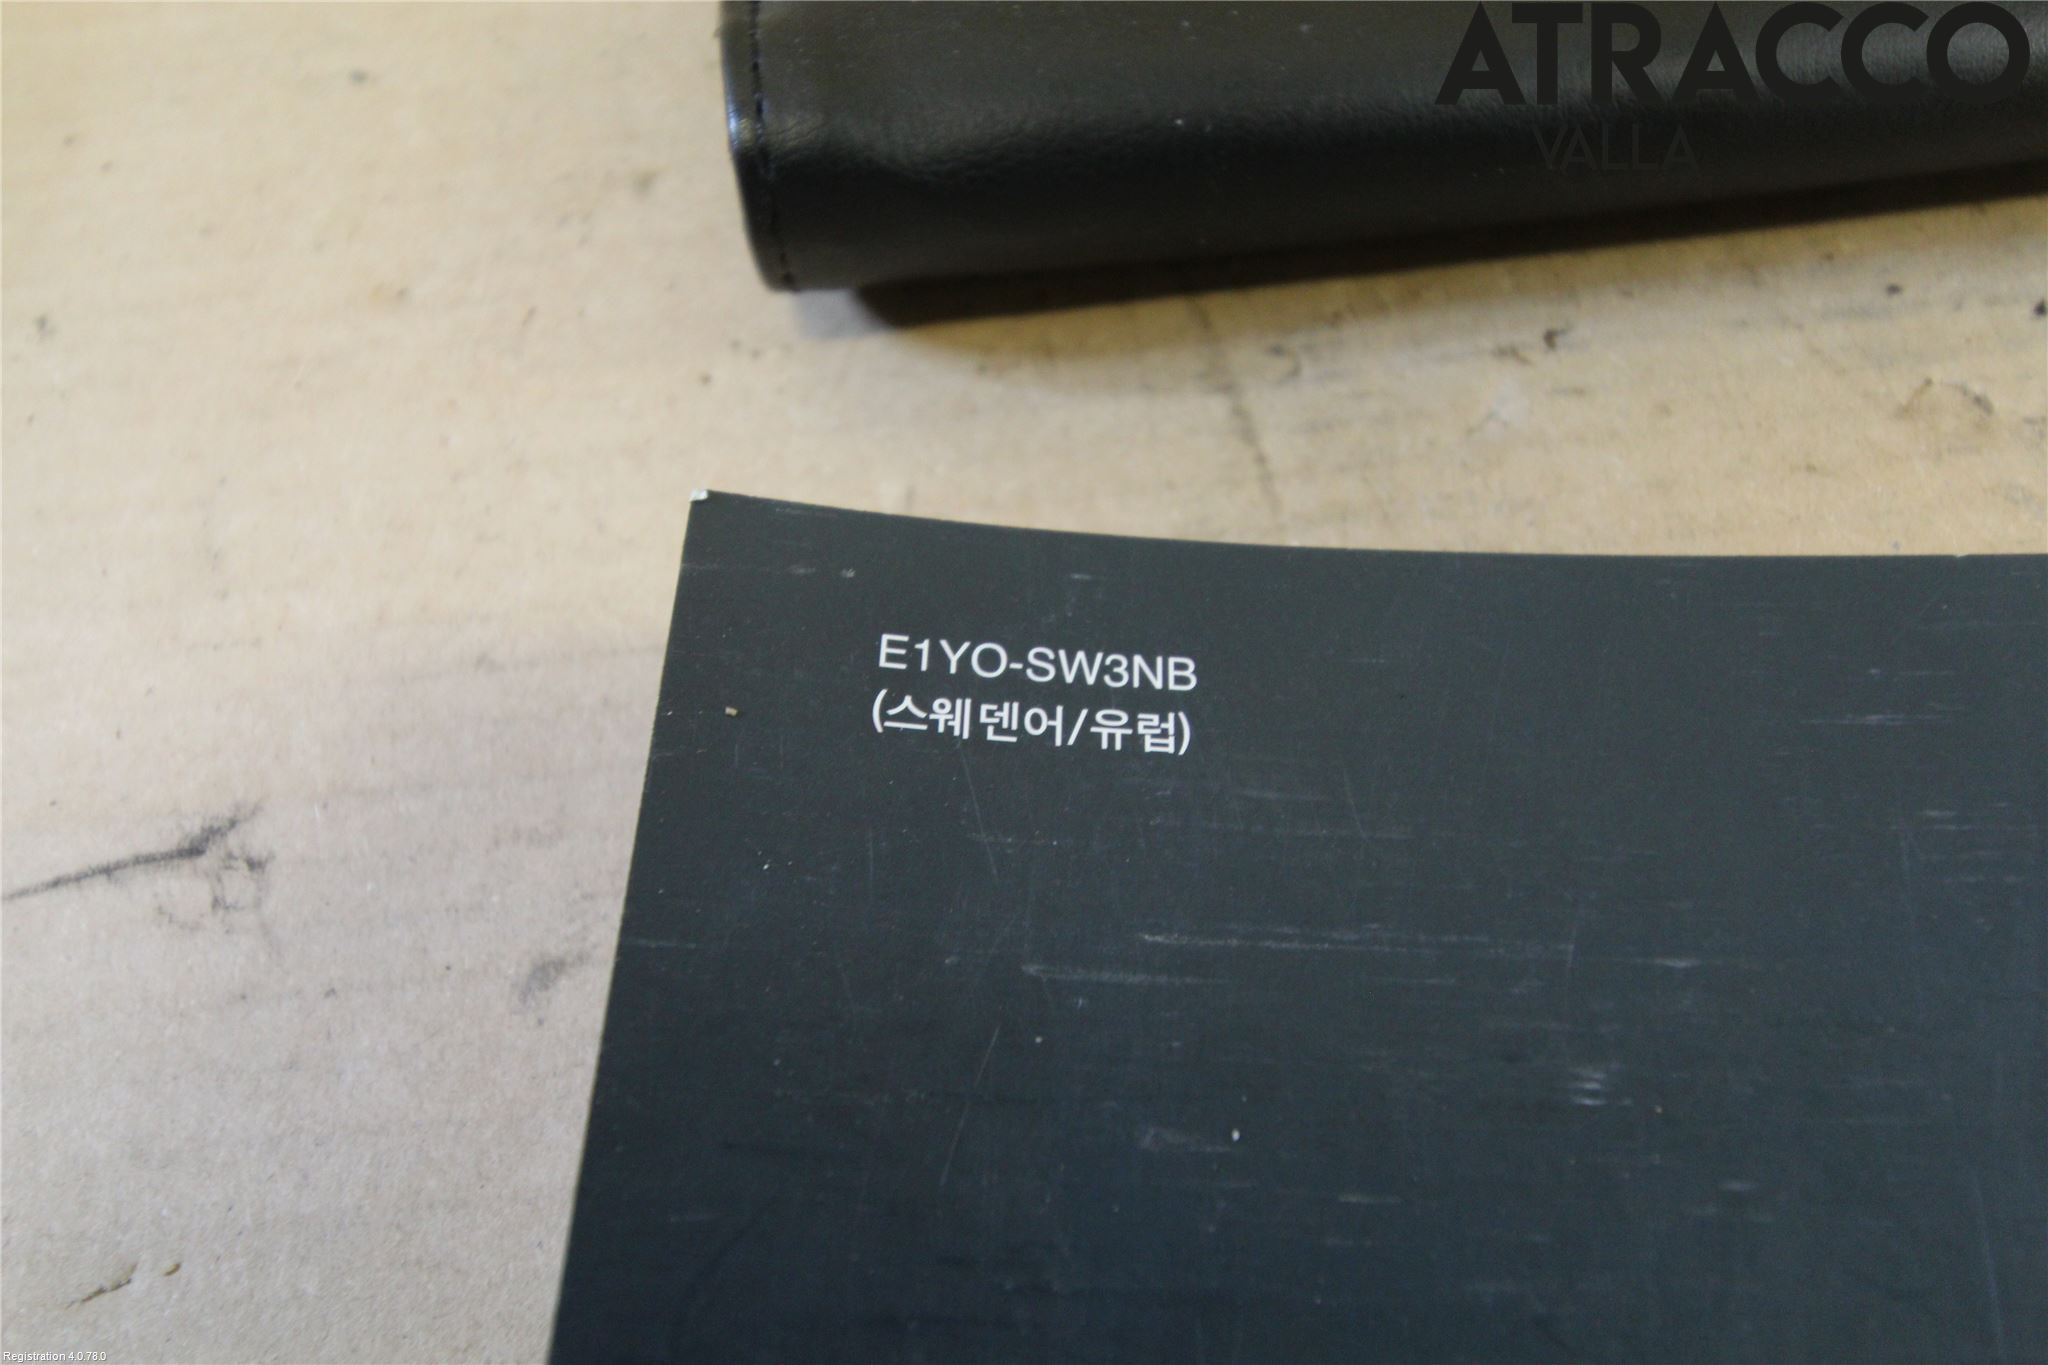 ATRACCO
VALLA
E1YO-SW3NB
(스웨덴어/유럽)
Registration 4.0.78.0